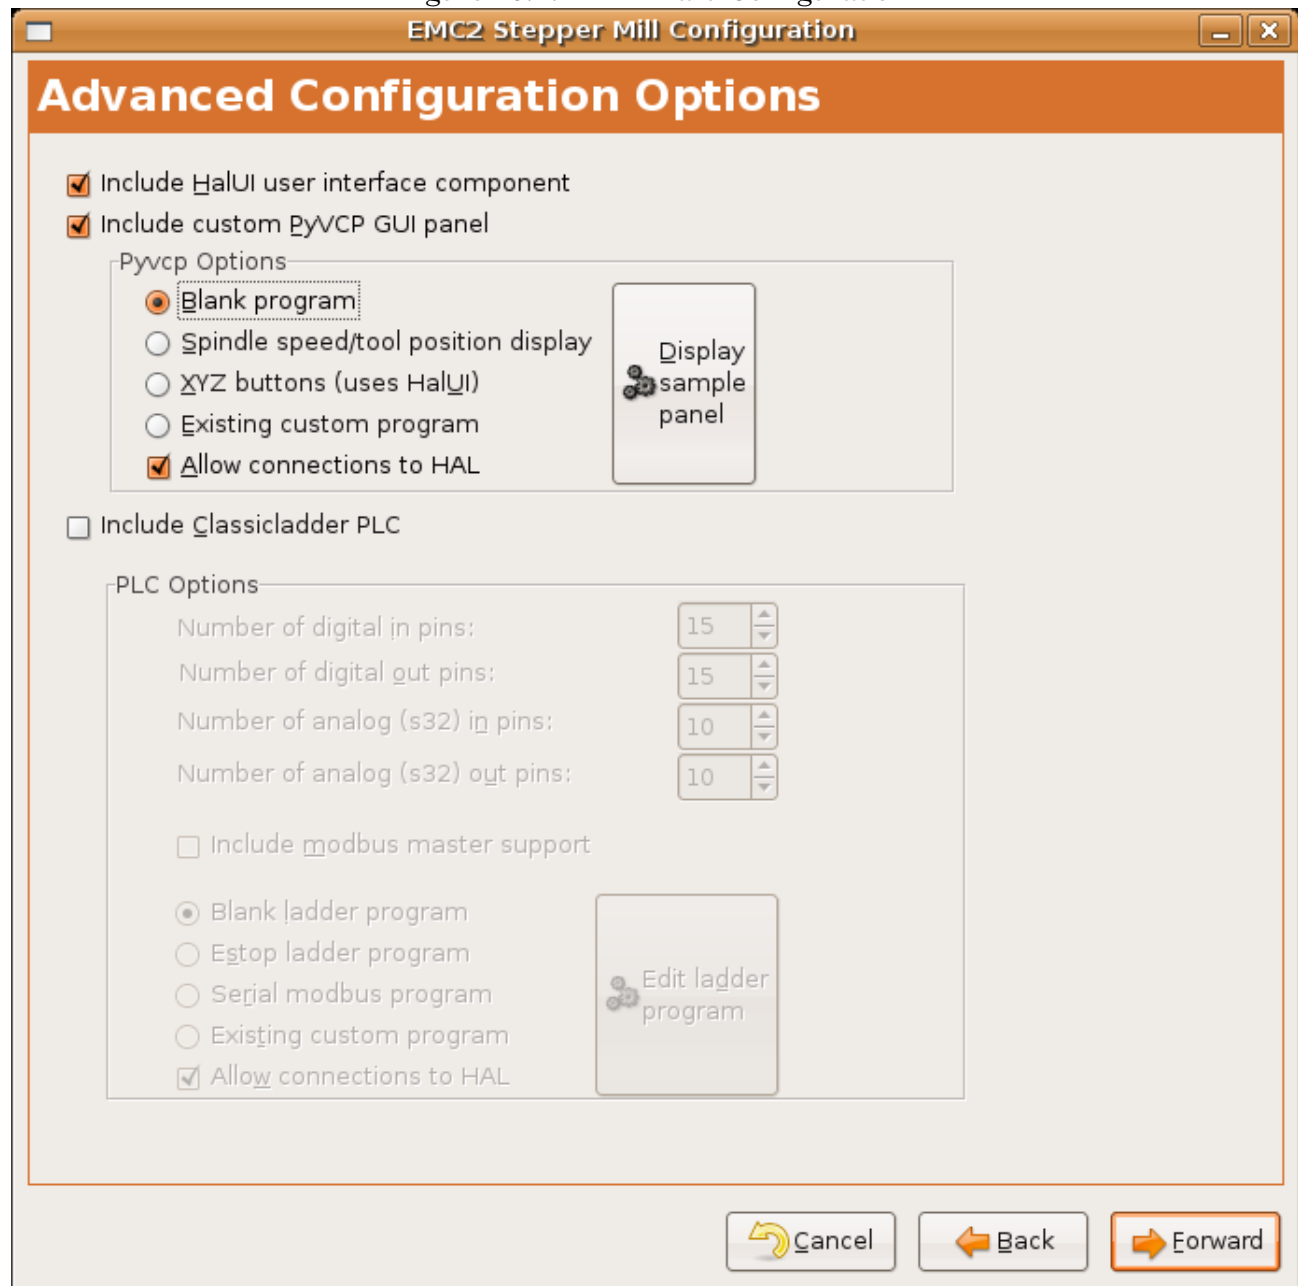 EMC2 Stepper Mill Configuration
Advanced Configuration Options
Include HalUI user interface component
Include custom PyVCP GUI panel
Pyvcp Options
Blank program
Spindle speed/tool position display
XYZ buttons (uses HalUI)
Existing custom program
Allow connections to HAL
Display
sample
panel
Include Classicladder PLC
PLC Options
Number of digital in pins: 15
Number of digital out pins: 15
Number of analog (s32) in pins: 10
Number of analog (s32) out pins: 10
Include modbus master support
Blank ladder program
Estop ladder program
Serial modbus program
Existing custom program
Allow connections to HAL
Edit ladder
program
Cancel
Back
Forward